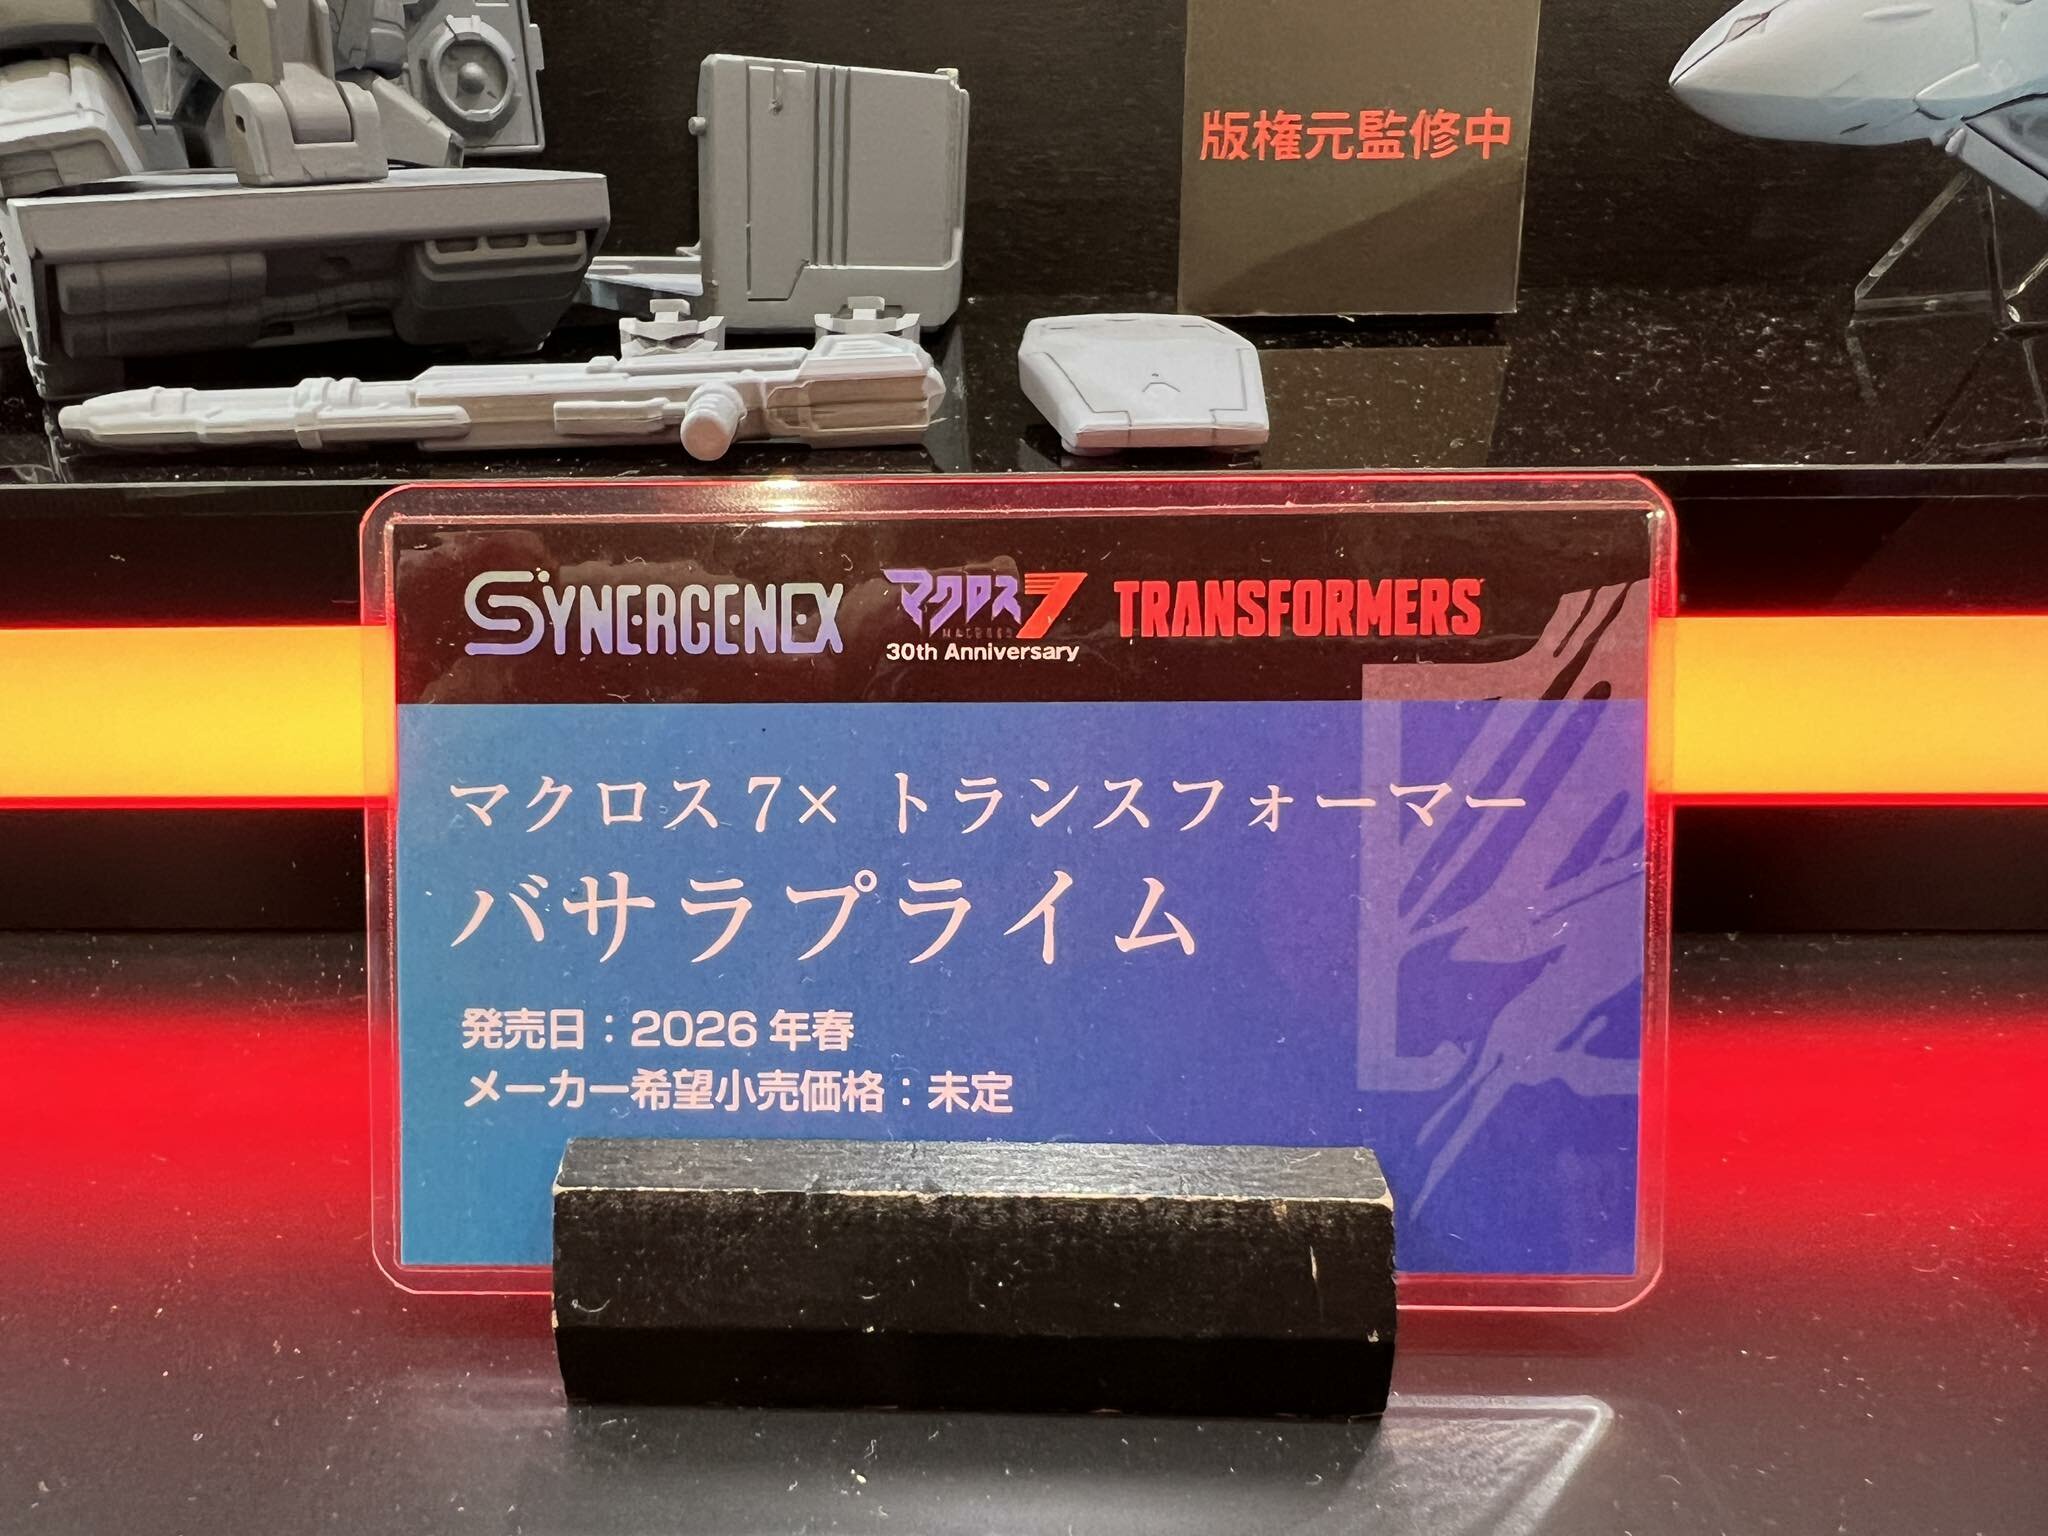 版権元監修中
SYNERGENEX マクロス7 TRANSFORMERS
MACROSS
30th Anniversary
マクロス7× トランスフォーマー
バサラプライム
発売日：2026年春
メーカー希望小売価格：未定